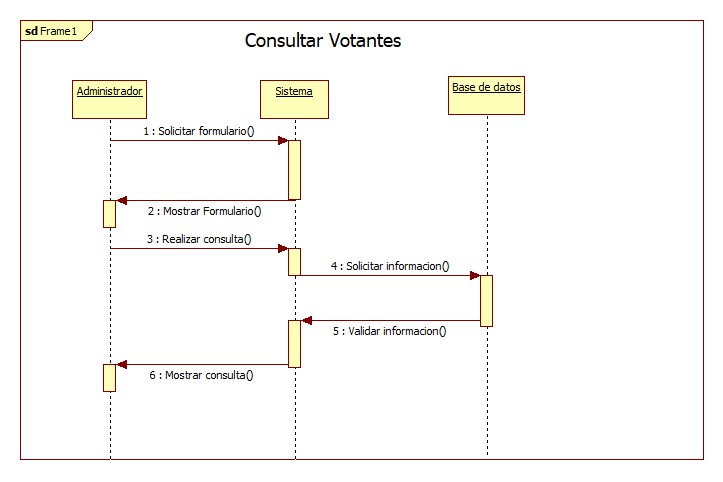 sd Frame1
Consultar Votantes
Administrador
Sistema
Base de datos
1 : Solicitar formulario()
2 : Mostrar Formulario()
3 : Realizar consulta()
4 : Solicitar informacion()
5 : Validar informacion()
6 : Mostrar consulta()